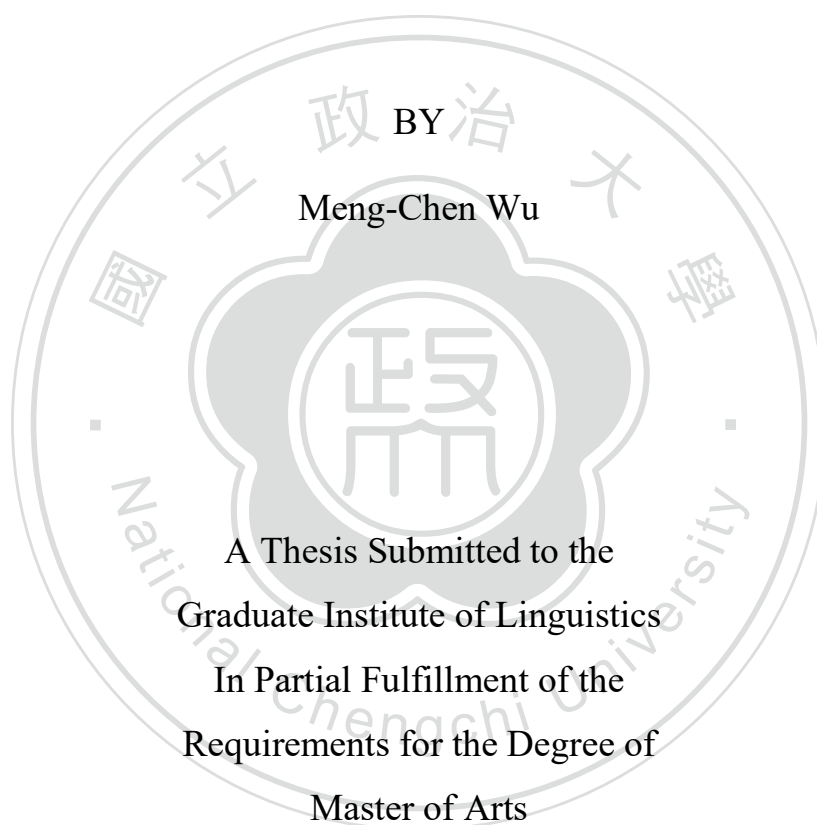 BY
Meng-Chen Wu
國立政治大學
政
A Thesis Submitted to the
Graduate Institute of Linguistics
In Partial Fulfillment of the
Requirements for the Degree of
Master of Arts
National Chengchi University